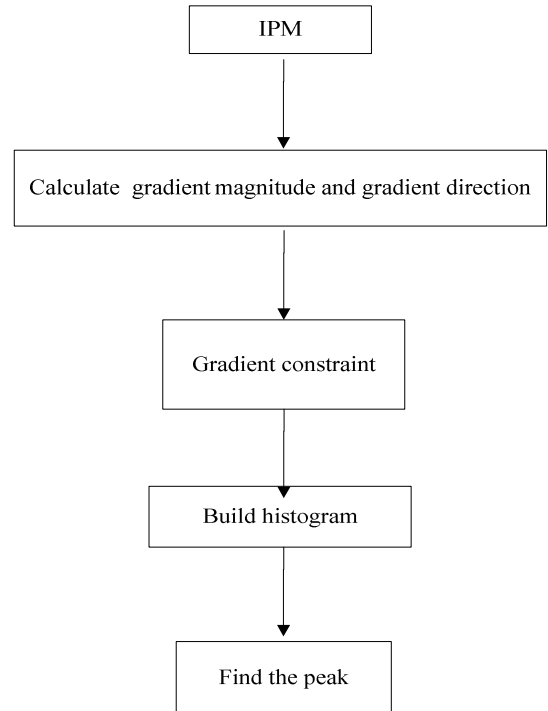 IPM
Calculate gradient magnitude and gradient direction
Gradient constraint
Build histogram
Find the peak